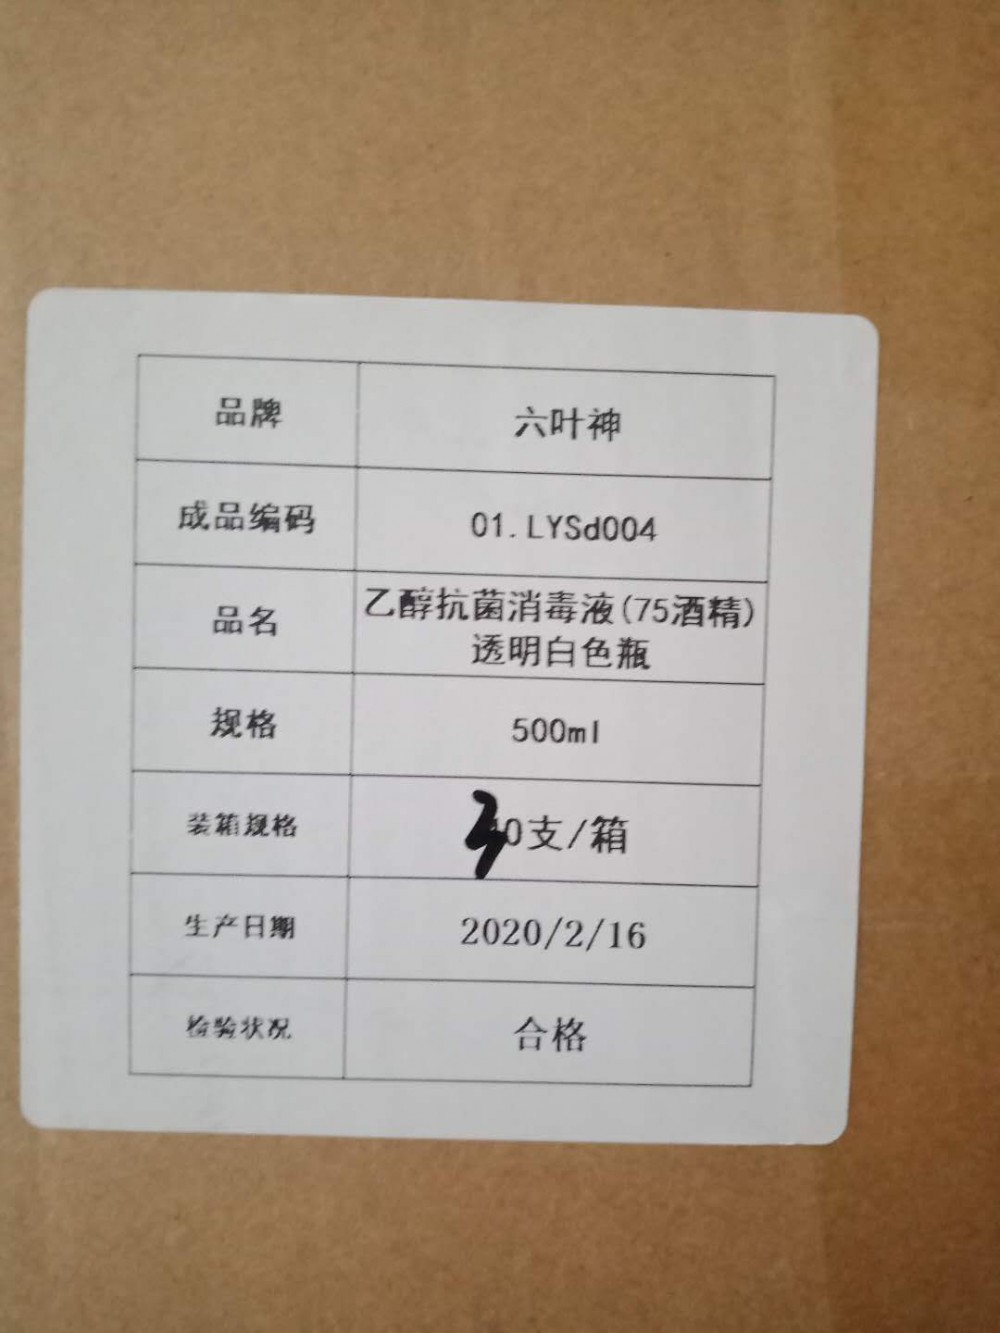 品牌 六叶神
成品编码 01.LYSd004
品名 乙醇抗菌消毒液(75酒精)
透明白色瓶
规格 500ml
装箱规格 30支/箱
生产日期 2020/2/16
检验状况 合格